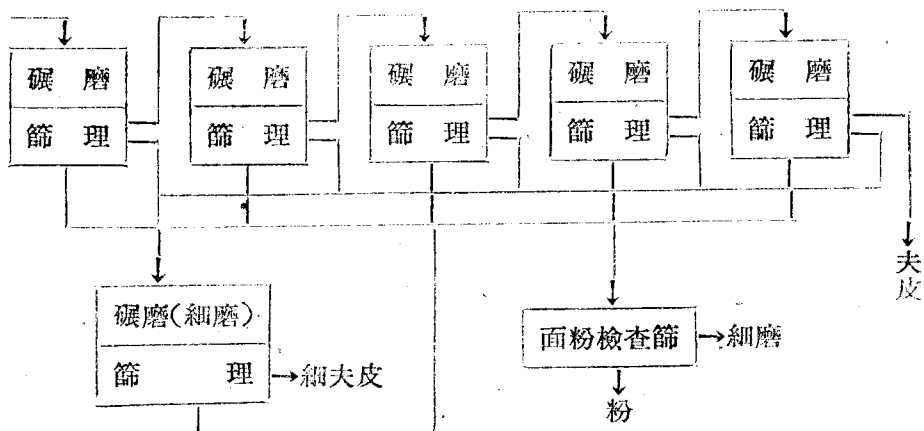 碾磨 碾磨 碾磨 碾磨 碾磨
篩理 篩理 篩理 篩理 篩理
夫皮
碾磨(細磨)
篩理 →細夫皮
面粉檢查篩 →細磨
粉